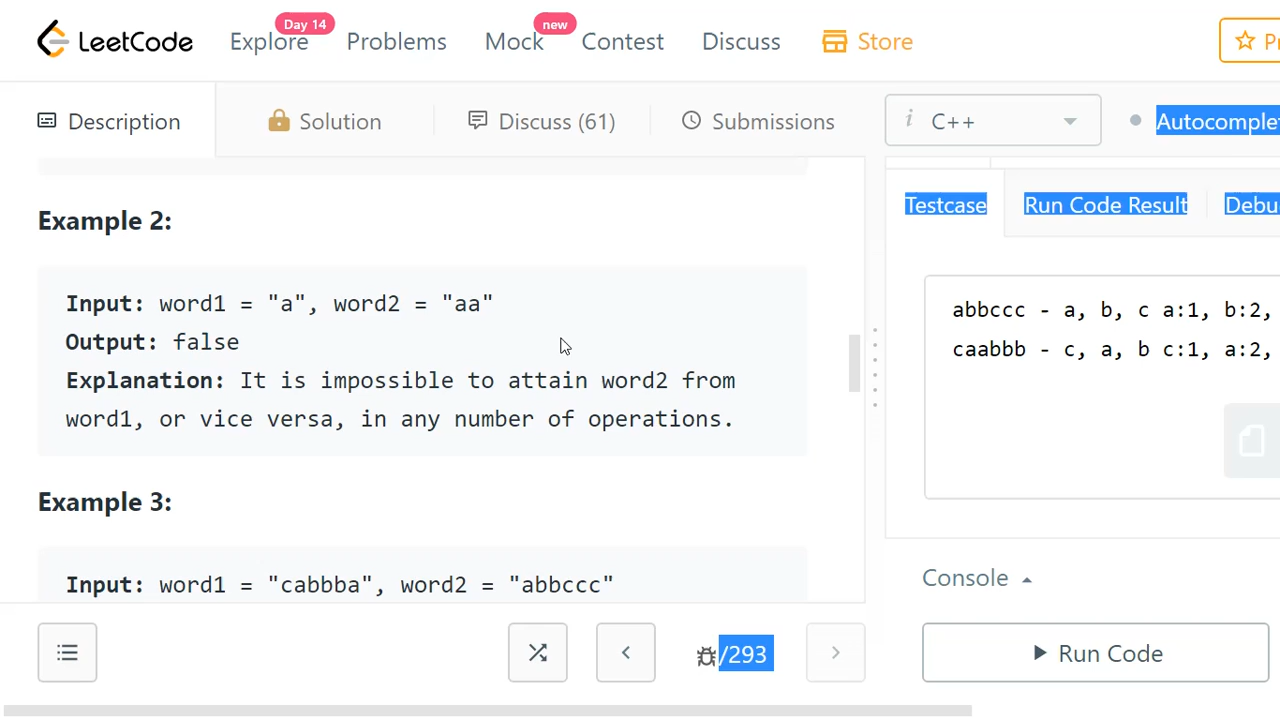 Day 14
new
LeetCode Explore Problems Mock Contest Discuss Store
Description Solution Discuss (61) Submissions i C++
Testcase Run Code Result
Example 2:
Input: word1 = "a", word2 = "aa"
Output: false
Explanation: It is impossible to attain word2 from
word1, or vice versa, in any number of operations.
Example 3:
Input: word1 = "cabbba", word2 = "abbccc"
abbccc - a, b, c a:1, b:2,
caabbb - c, a, b c:1, a:2,
Console
/293
Run Code